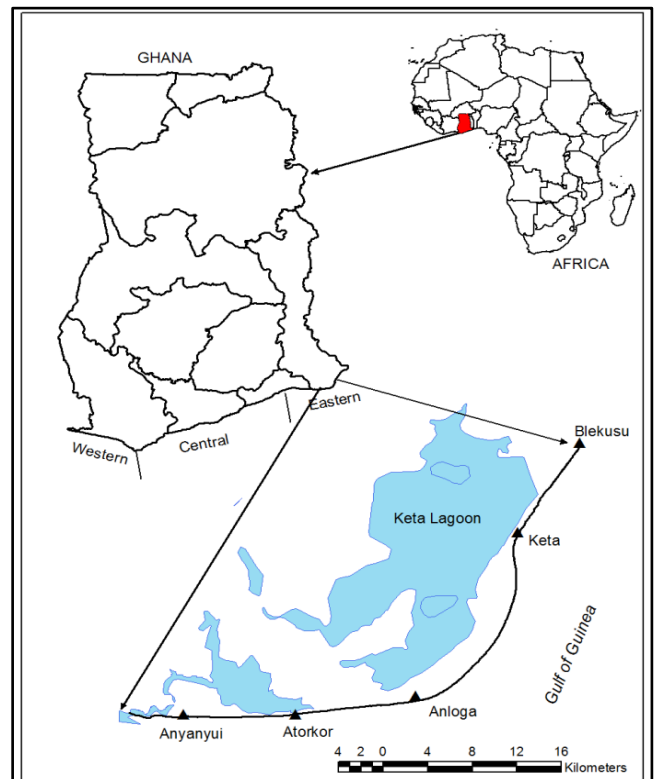 GHANA
AFRICA
Western
Central
Eastern
Blekusu
Keta Lagoon
Keta
Gulf of Guinea
Anloga
Anyanyui
Atorkor
4 2 0 4 8 12 16
Kilometers